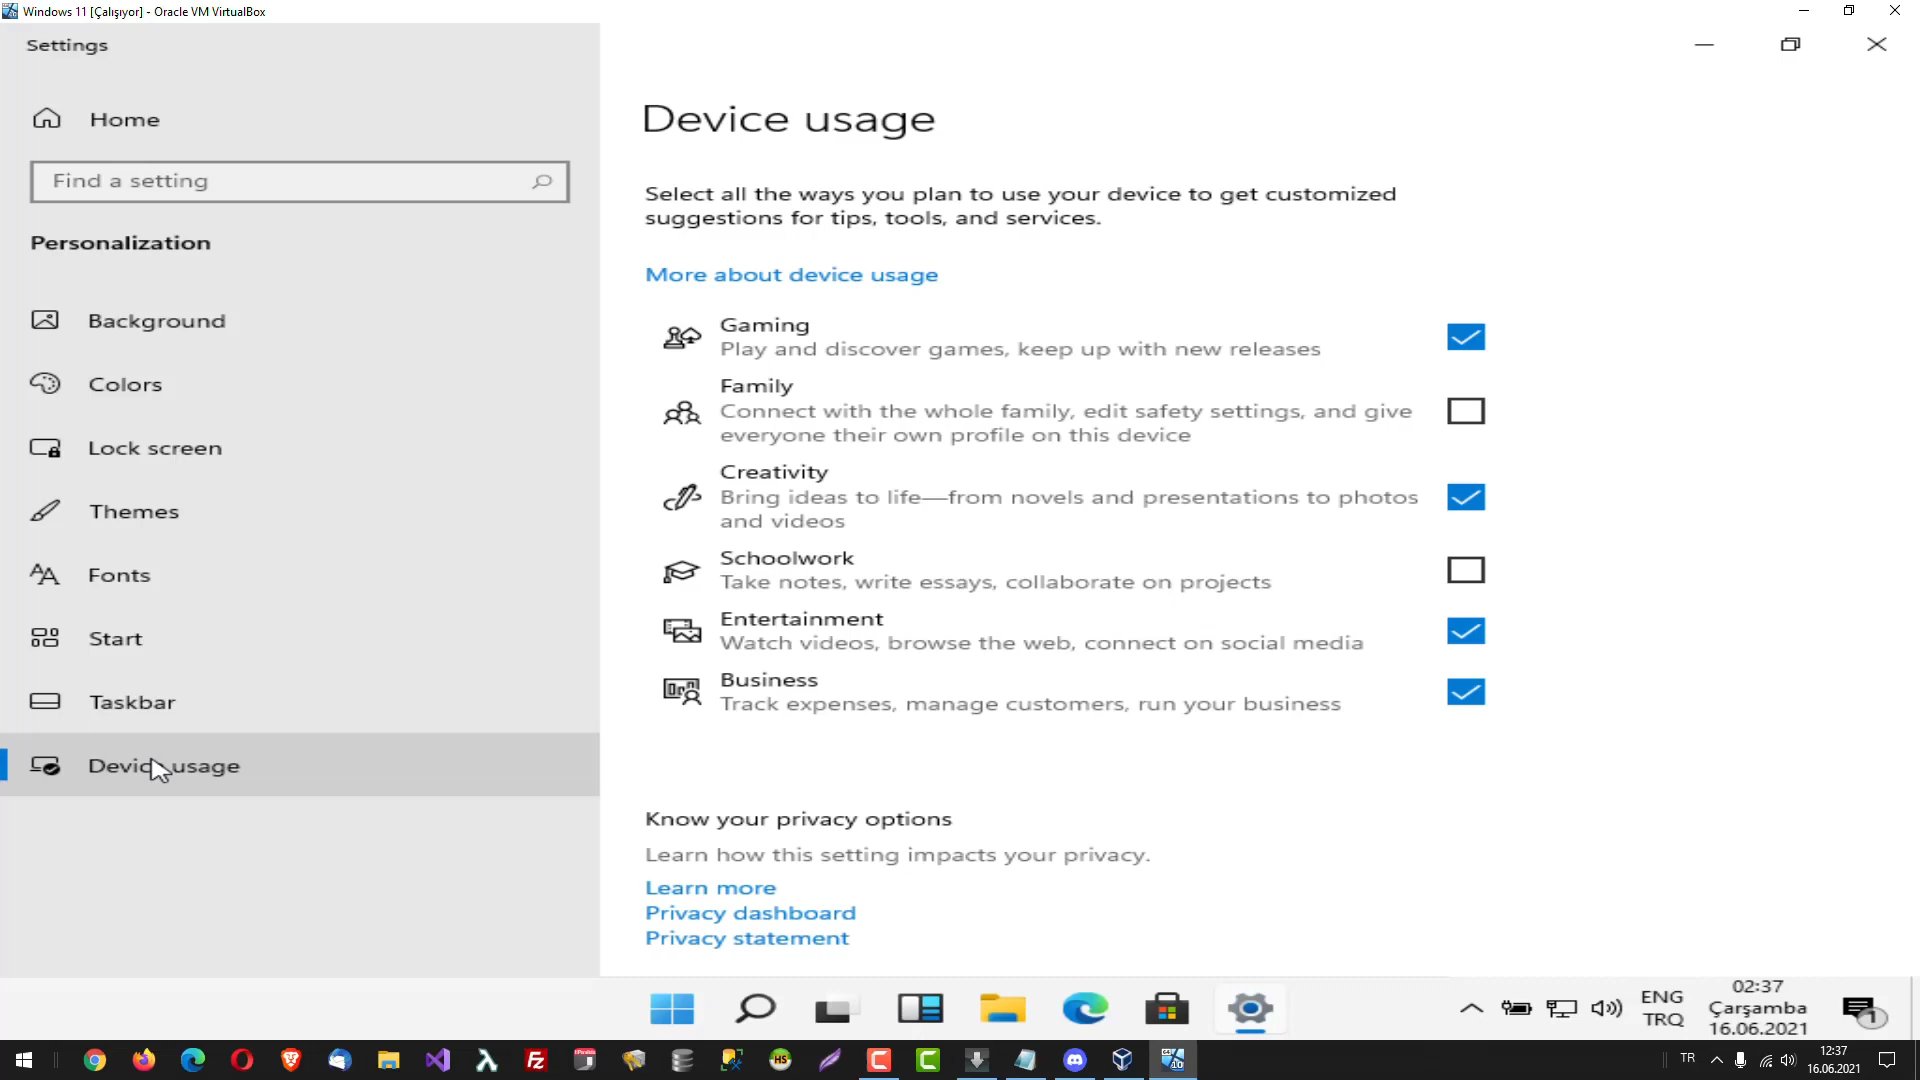 Windows 11 [Çalışıyor] - Oracle VM VirtualBox
Settings
Home
Find a setting
Personalization
Background
Colors
Lock screen
Themes
Fonts
Start
Taskbar
Device usage
Device usage
Select all the ways you plan to use your device to get customized
suggestions for tips, tools, and services.
More about device usage
Gaming
Play and discover games, keep up with new releases
Family
Connect with the whole family, edit safety settings, and give
everyone their own profile on this device
Creativity
Bring ideas to life—from novels and presentations to photos
and videos
Schoolwork
Take notes, write essays, collaborate on projects
Entertainment
Watch videos, browse the web, connect on social media
Business
Track expenses, manage customers, run your business
Know your privacy options
Learn how this setting impacts your privacy.
Learn more
Privacy dashboard
Privacy statement
ENG
TRQ
02:37
Çarşamba
16.06.2021
1
TR
12:37
16.06.2021